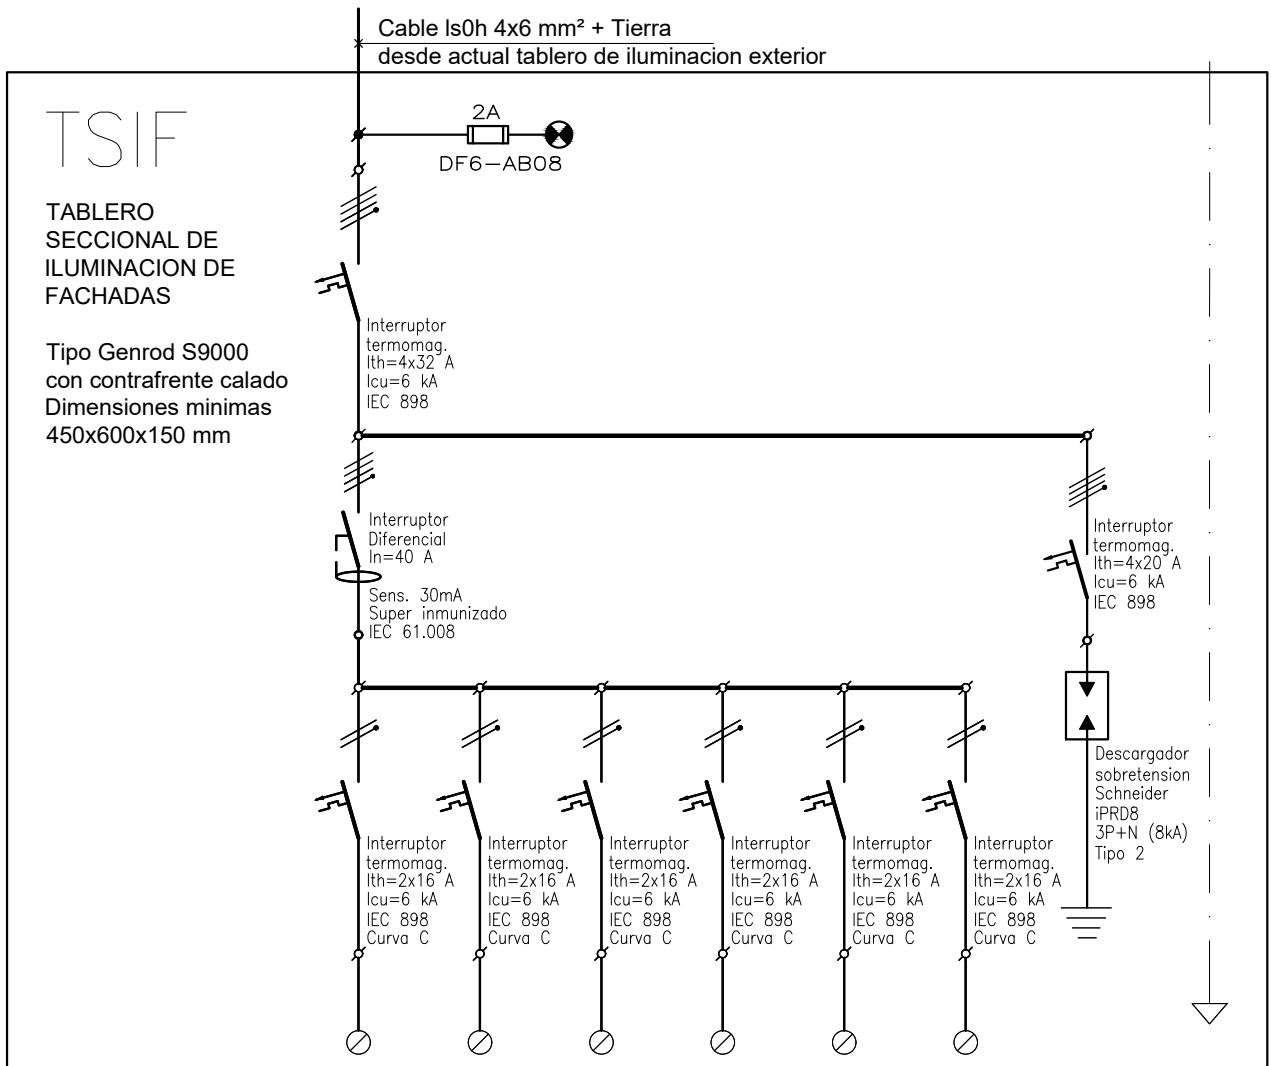 Cable ls0h 4x6 mm² + Tierra
desde actual tablero de iluminacion exterior
TSIF
2A
DF6-AB08
TABLERO
SECCIONAL DE
ILUMINACION DE
FACHADAS
Tipo Genrod S9000
con contrafrente calado
Dimensiones minimas
450x600x150 mm
Interruptor
termomag.
Ith=4x32 A
Icu=6 kA
IEC 898
Interruptor
Diferencial
In=40 A
Sens. 30mA
Super inmunizado
IEC 61.008
Interruptor
termomag.
Ith=4x20 A
Icu=6 kA
IEC 898
Descargador
sobretension
Schneider
iPRD8
3P+N (8kA)
Tipo 2
Interruptor
termomag.
Ith=2x16 A
Icu=6 kA
IEC 898
Curva C
Interruptor
termomag.
Ith=2x16 A
Icu=6 kA
IEC 898
Curva C
Interruptor
termomag.
Ith=2x16 A
Icu=6 kA
IEC 898
Curva C
Interruptor
termomag.
Ith=2x16 A
Icu=6 kA
IEC 898
Curva C
Interruptor
termomag.
Ith=2x16 A
Icu=6 kA
IEC 898
Curva C
Interruptor
termomag.
Ith=2x16 A
Icu=6 kA
IEC 898
Curva C